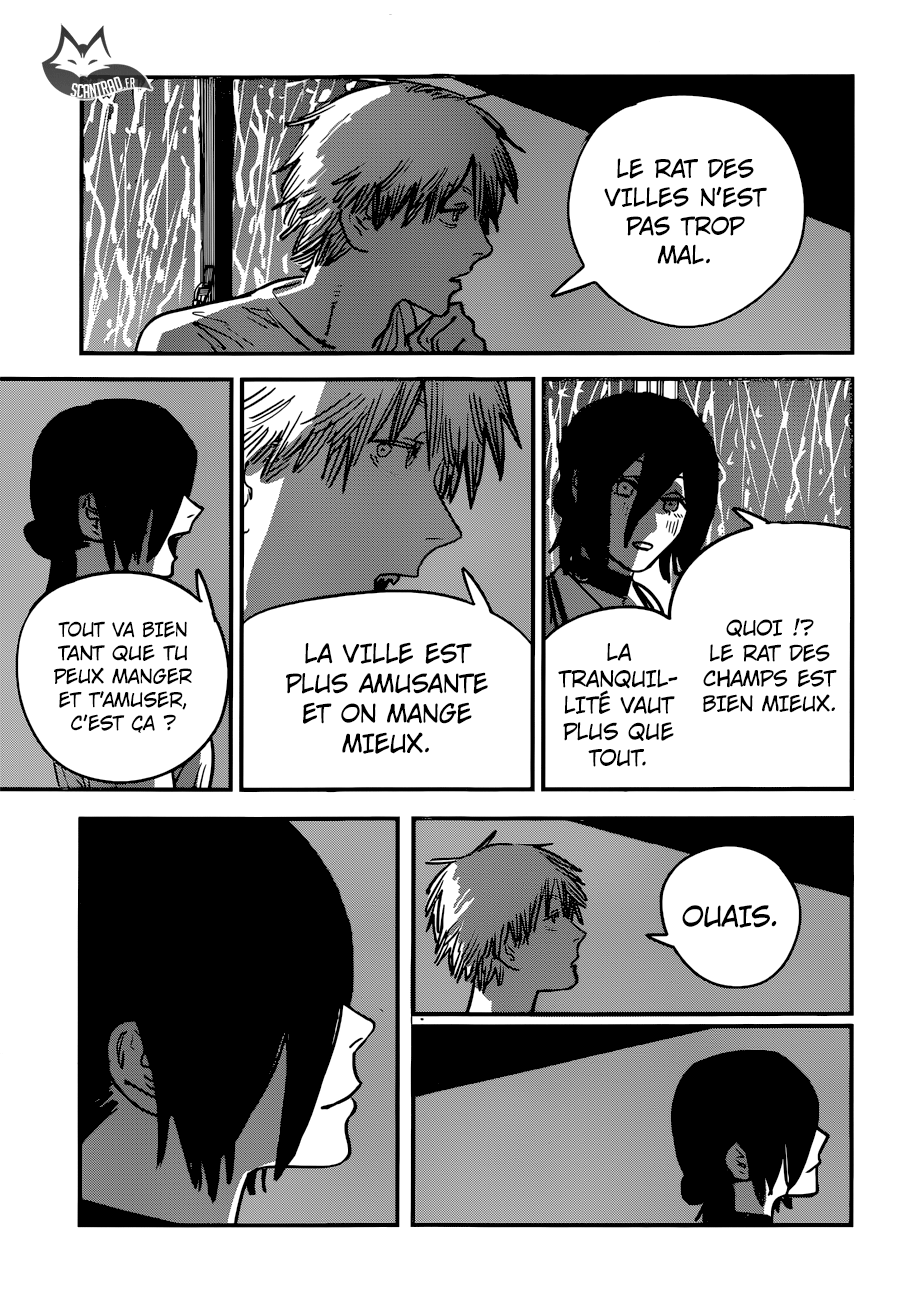 SCANTRAD.FR
LE RAT DES
VILLES N'EST
PAS TROP
MAL.
QUOI !?
LE RAT DES
CHAMPS EST
BIEN MIEUX.
LA
TRANQUIL-
LITÉ VAUT
PLUS QUE
TOUT.
LA VILLE EST
PLUS AMUSANTE
ET ON MANGE
MIEUX.
TOUT VA BIEN
TANT QUE TU
PEUX MANGER
ET T'AMUSER,
C'EST ÇA ?
OUAIS.